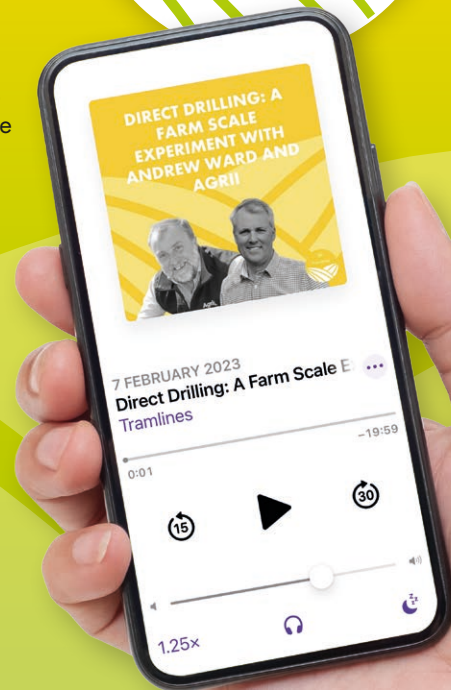 e
DIRECT DRILLING: A
FARM SCALE
EXPERIMENT WITH
ANDREW WARD AND
AGRII
7 FEBRUARY 2023
Direct Drilling: A Farm Scale E
Tramlines
0:01
-19:59
15
30
1.25×